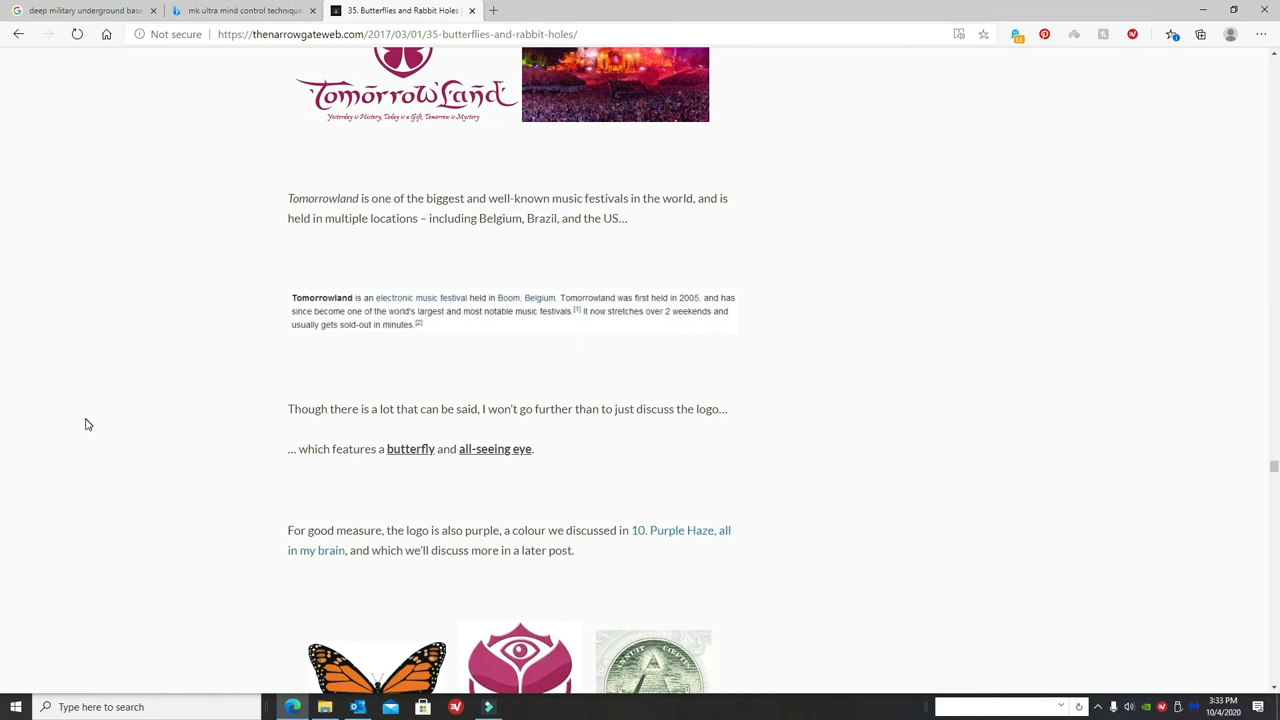 deep military underground base
mk ultra mind control through
35. Butterflies and Rabbit Holes
Not secure
https://thenarrowgateweb.com/2017/03/01/35-butterflies-and-rabbit-holes/
13
TomorrowLand
Yesterday is History, Today is a Gift, Tomorrow is Mystery
Tomorrowland is one of the biggest and well-known music festivals in the world, and is
held in multiple locations – including Belgium, Brazil, and the US…
Tomorrowland is an electronic music festival held in Boom, Belgium. Tomorrowland was first held in 2005, and has
since become one of the world's largest and most notable music festivals.[1] It now stretches over 2 weekends and
usually gets sold-out in minutes.[2]
Though there is a lot that can be said, I won't go further than to just discuss the logo…
… which features a butterfly and all-seeing eye.
For good measure, the logo is also purple, a colour we discussed in 10. Purple Haze, all
in my brain, and which we'll discuss more in a later post.
ANNUIT CŒPTIS
Type here to search
3:33 PM
10/4/2020